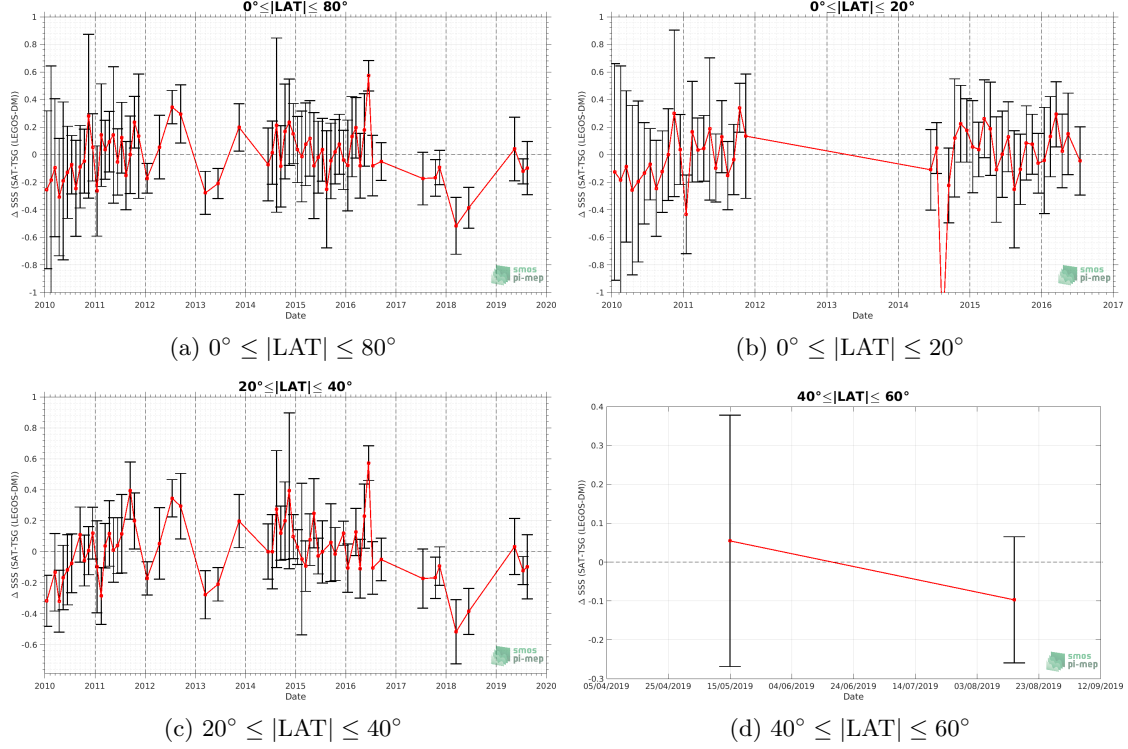 0°≤|LAT|≤ 80°
1
0.8
0.6
0.4
0.2
0
-0.2
-0.4
-0.6
-0.8
-1
Δ SSS (SAT-TSG (LEGOS-DM))
2010 2011 2012 2013 2014 2015 2016 2017 2018 2019 2020
Date
smos
pi-mep
(a) 0° ≤ |LAT| ≤ 80°
0°≤|LAT|≤ 20°
1
0.8
0.6
0.4
0.2
0
-0.2
-0.4
-0.6
-0.8
-1
Δ SSS (SAT-TSG (LEGOS-DM))
2010 2011 2012 2013 2014 2015 2016 2017
Date
smos
pi-mep
(b) 0° ≤ |LAT| ≤ 20°
20°≤|LAT|≤ 40°
1
0.8
0.6
0.4
0.2
0
-0.2
-0.4
-0.6
Δ SSS (SAT-TSG (LEGOS-DM))
2010 2011 2012 2013 2014 2015 2016 2017 2018 2019 2020
Date
smos
pi-mep
(c) 20° ≤ |LAT| ≤ 40°
40°≤|LAT|≤ 60°
0.4
0.3
0.2
0.1
0
-0.1
-0.2
-0.3
Δ SSS (SAT-TSG (LEGOS-DM))
05/04/2019 25/04/2019 15/05/2019 04/06/2019 24/06/2019 14/07/2019 03/08/2019 23/08/2019 12/09/2019
Date
smos
pi-mep
(d) 40° ≤ |LAT| ≤ 60°